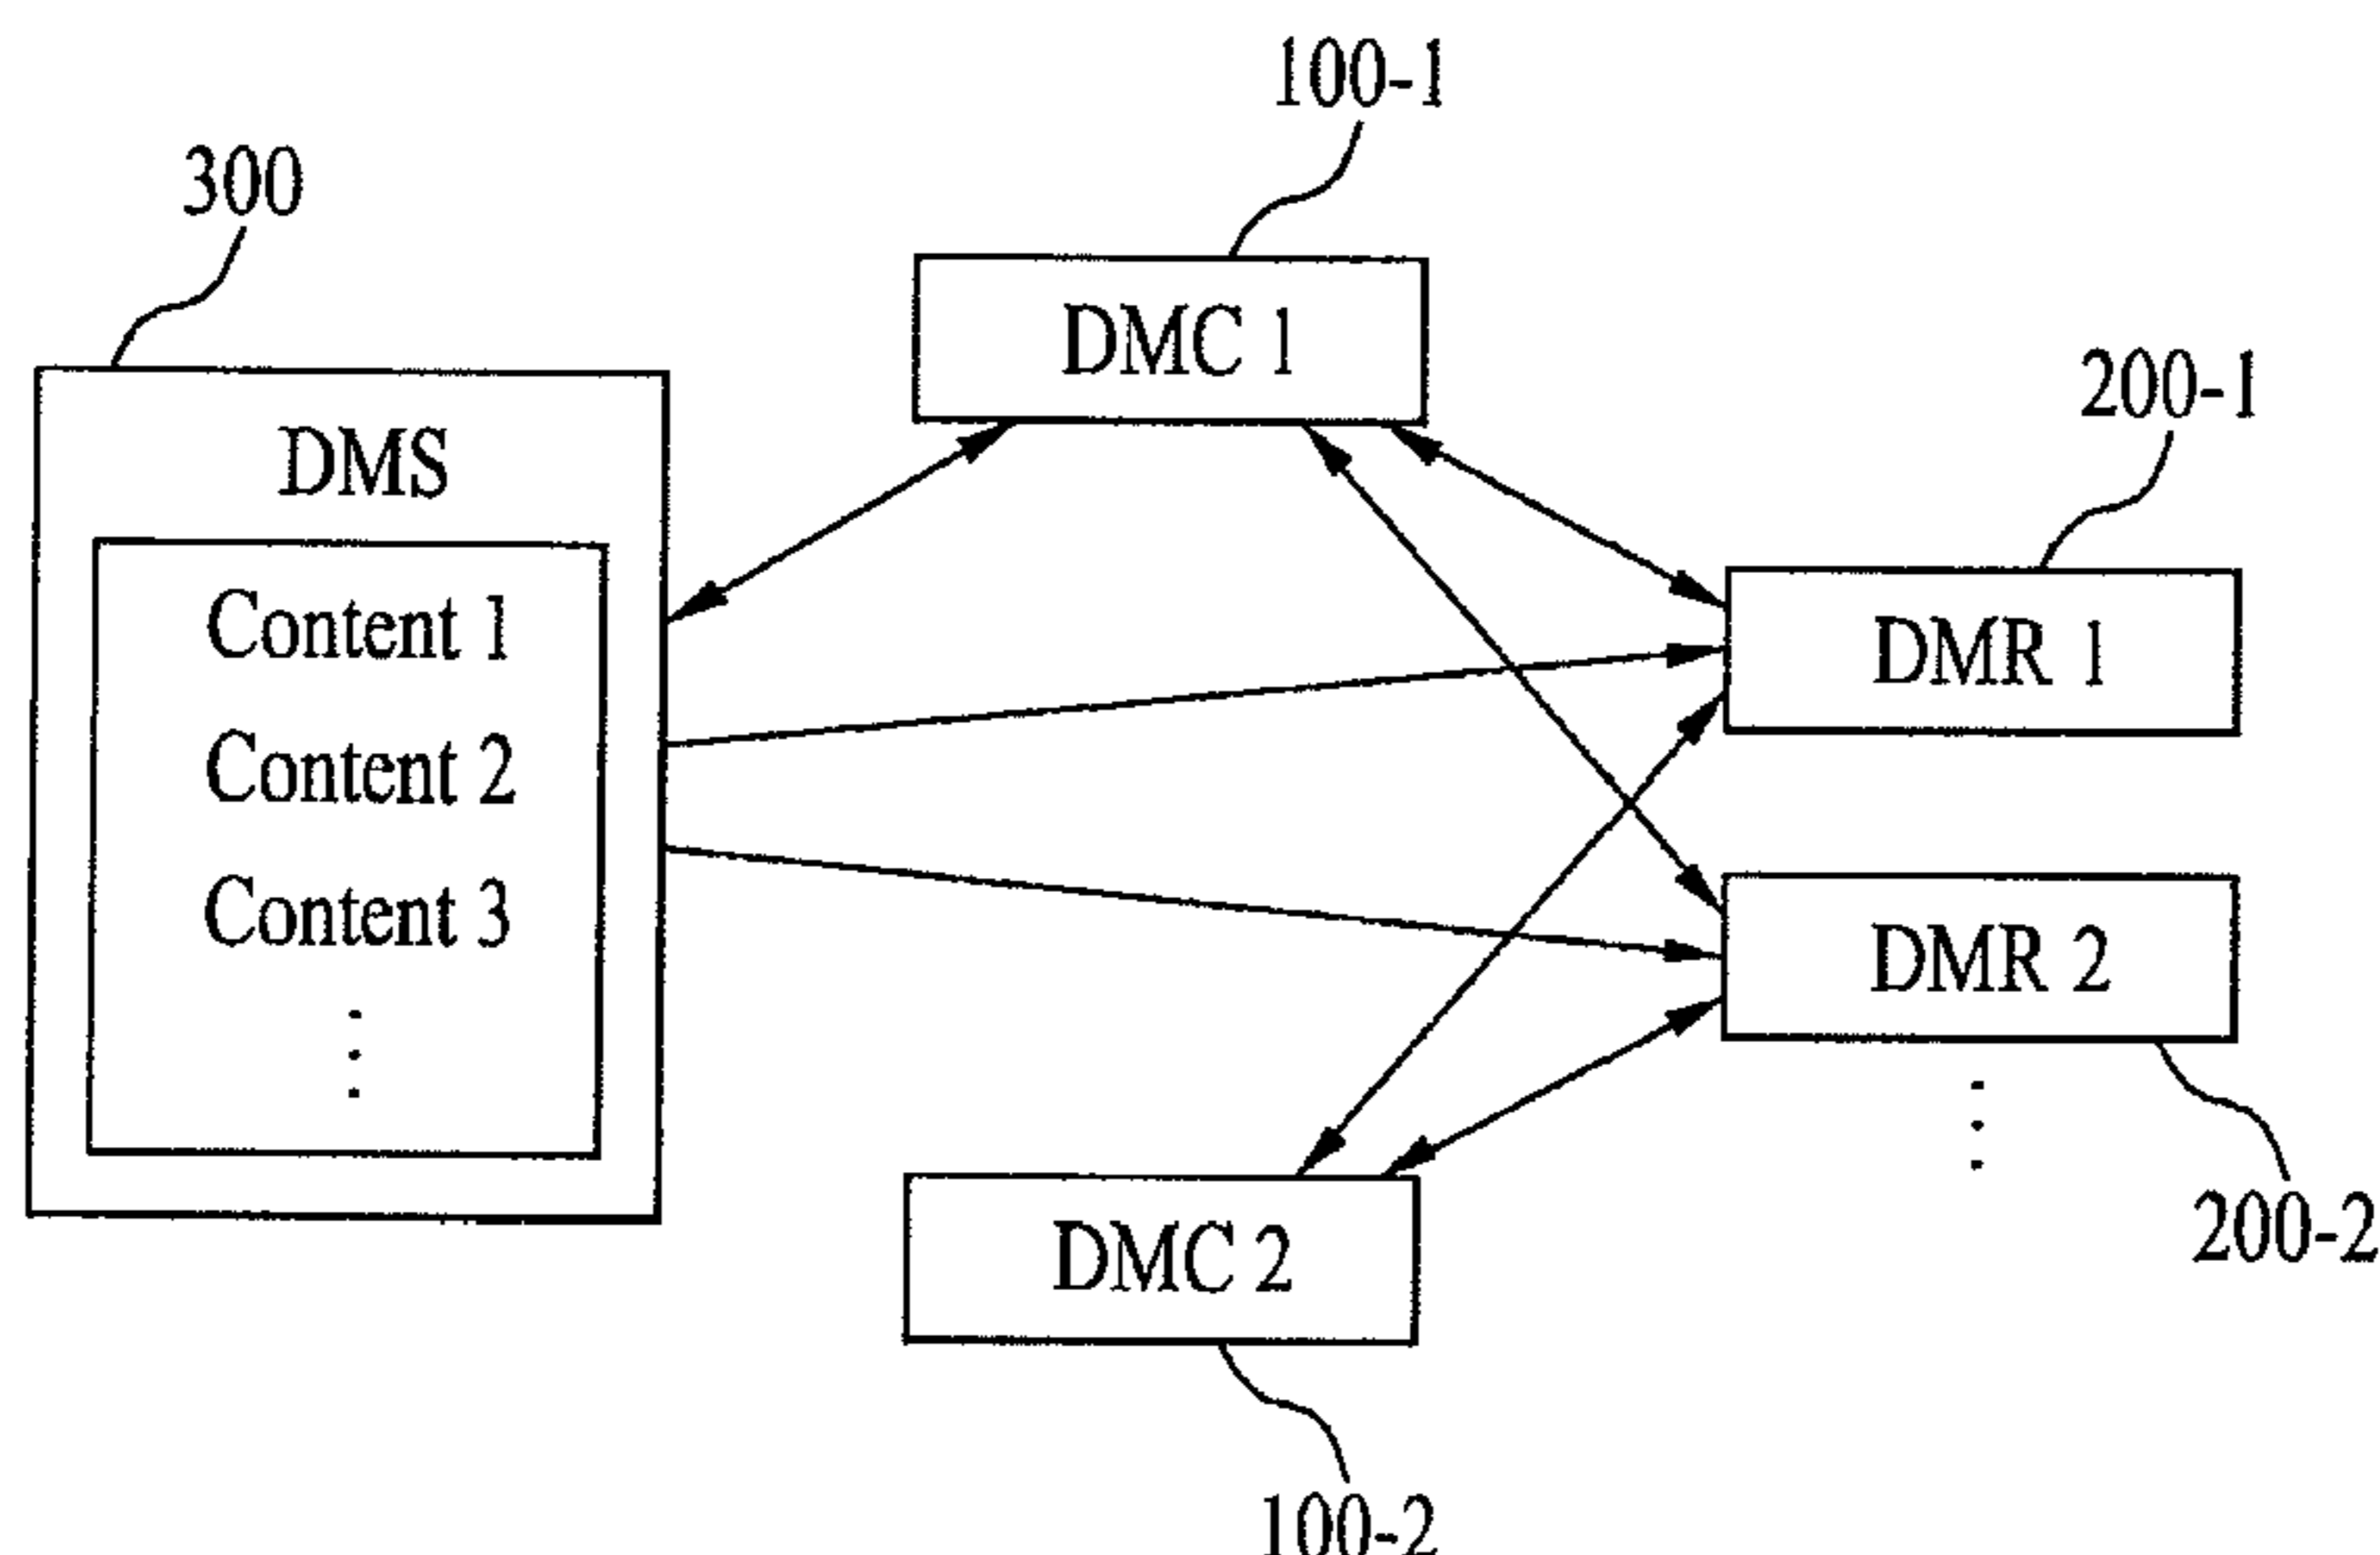 100-1
300
DMC 1
200-1
DMS
Content 1
DMR 1
Content 2
Content 3
DMR 2
200-2
DMC 2
100-2